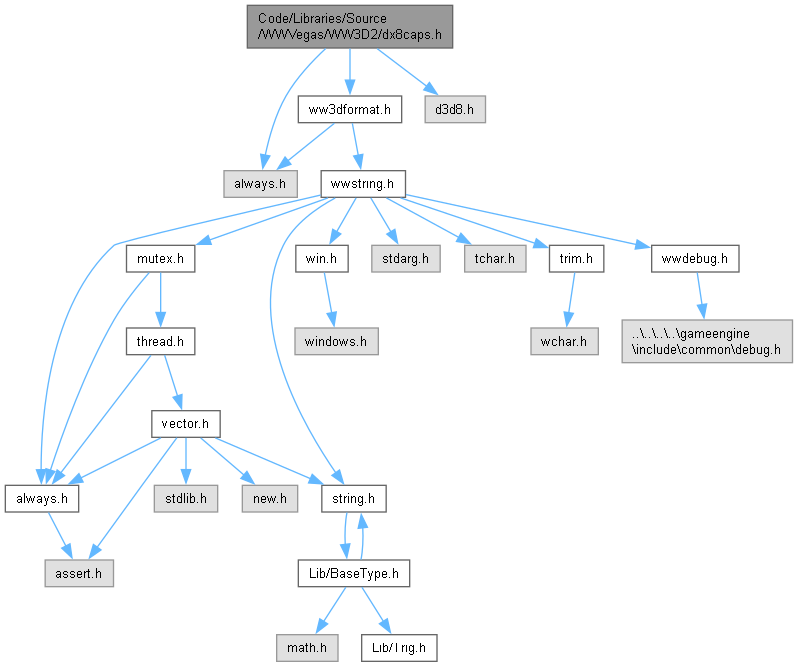 Code/Libraries/Source
/WWVegas/WW3D2/dx8caps.h
ww3dformat.h
d3d8.h
always.h
wwstring.h
mutex.h
win.h
stdarg.h
tchar.h
trim.h
wwdebug.h
thread.h
windows.h
wchar.h
..\..\..\..\gameengine
\include\common\debug.h
vector.h
always.h
stdlib.h
new.h
string.h
assert.h
Lib/BaseType.h
math.h
Lib/Trig.h